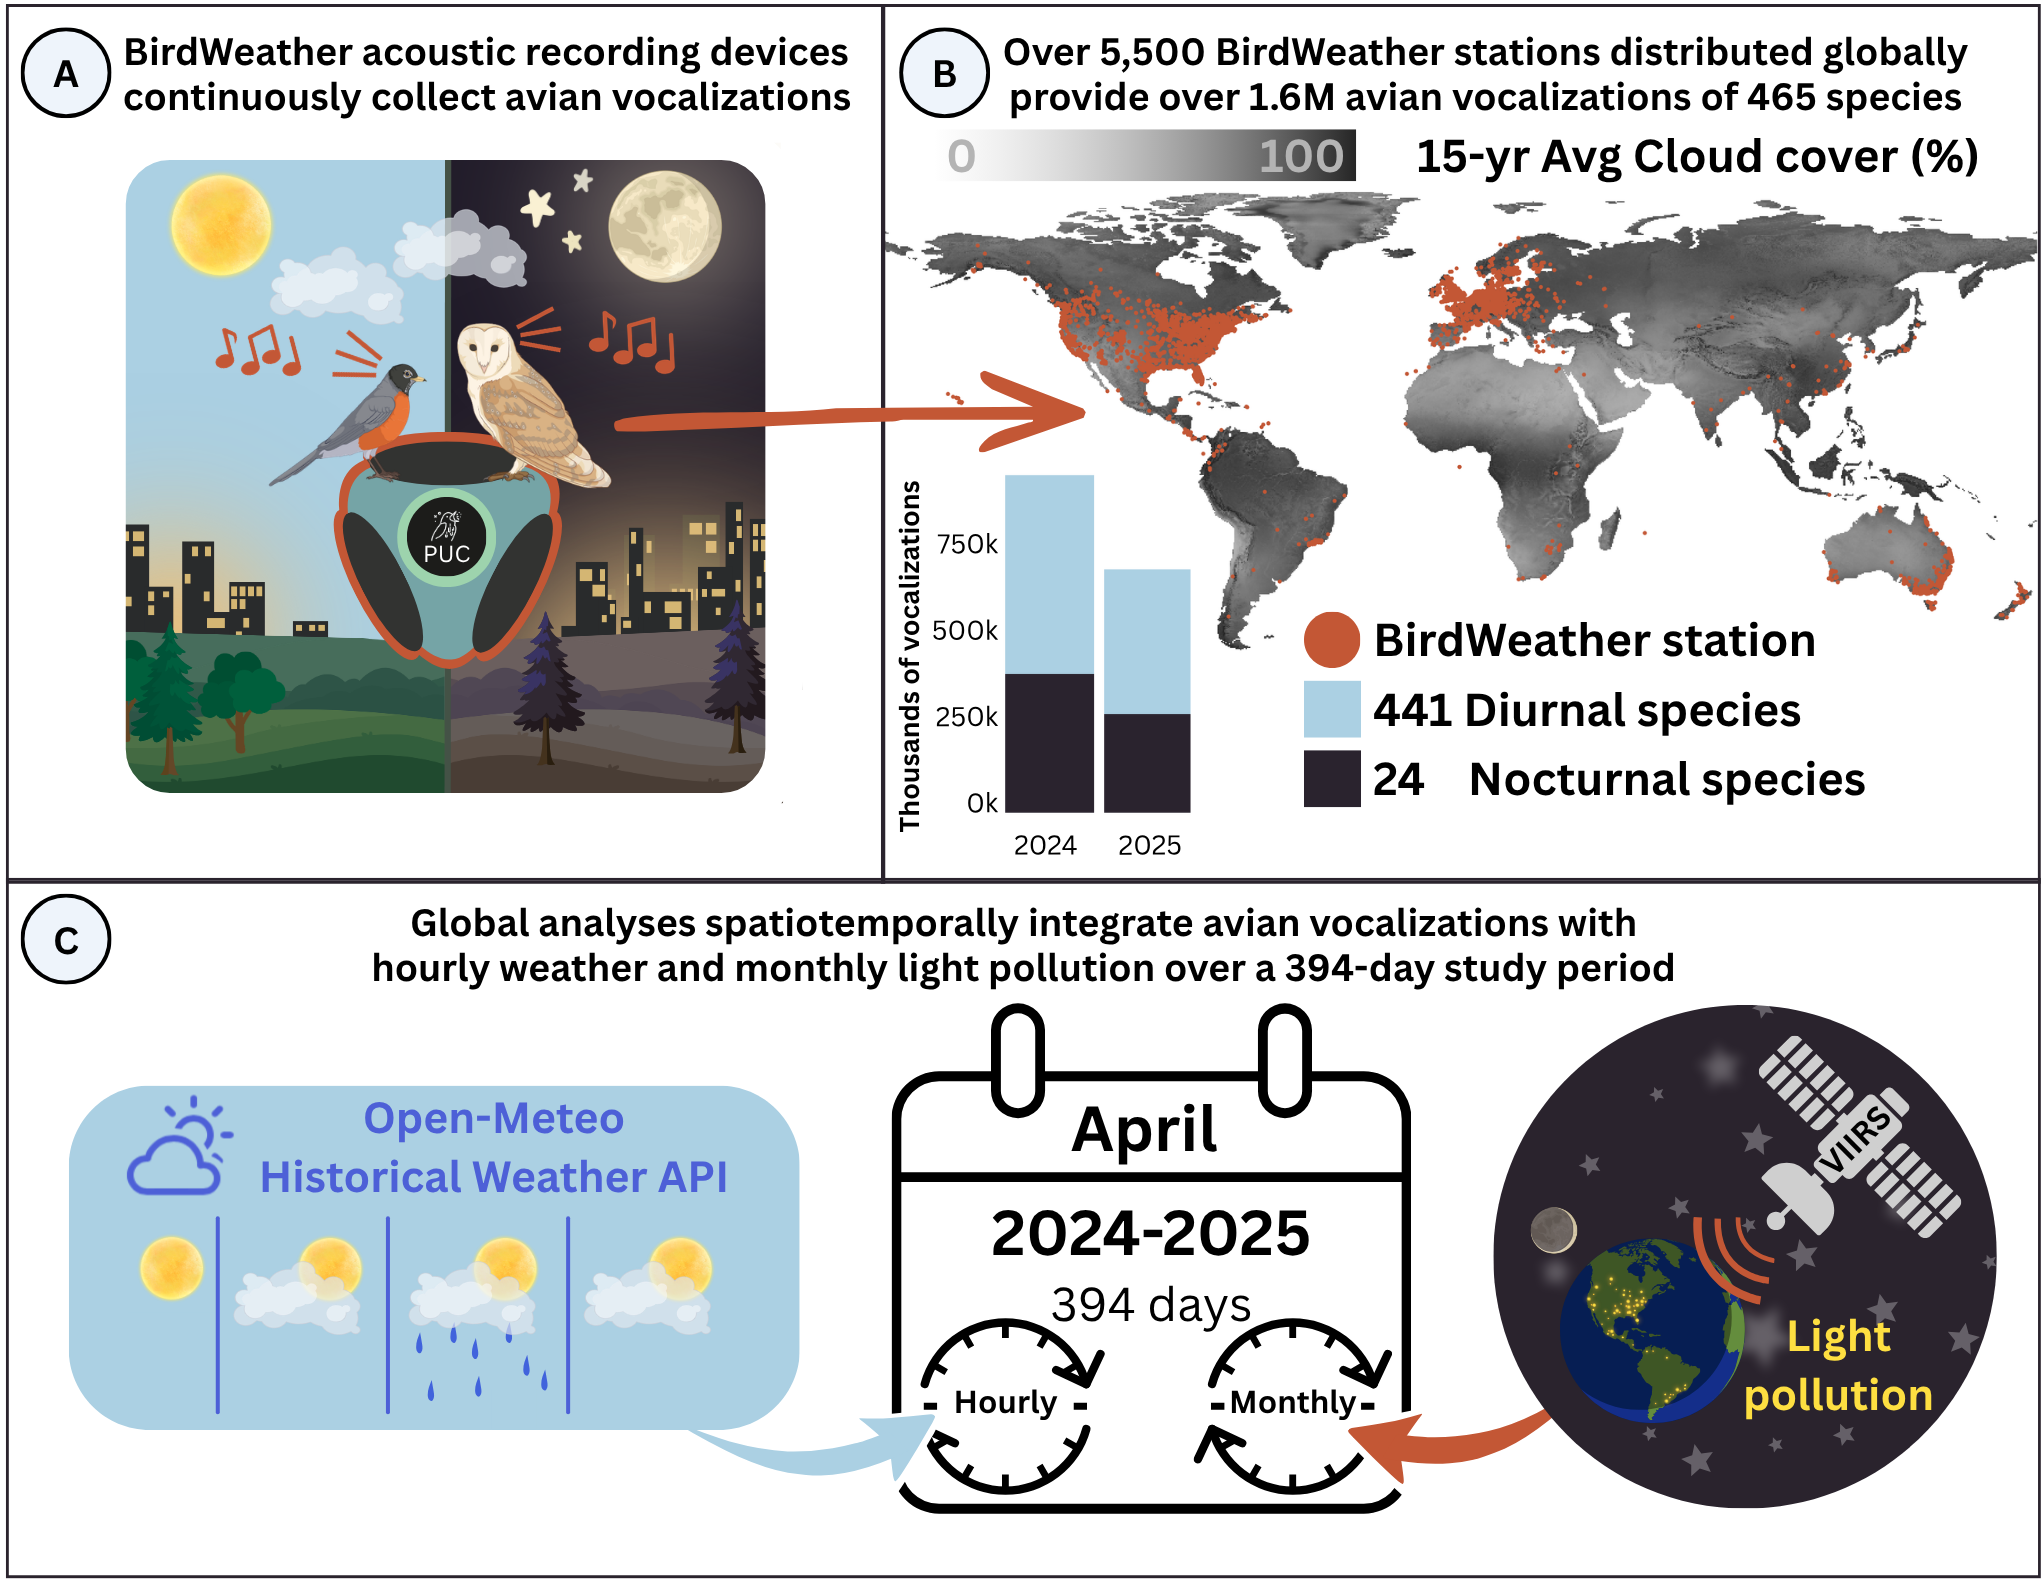 A
BirdWeather acoustic recording devices
continuously collect avian vocalizations
PUC
B
Over 5,500 BirdWeather stations distributed globally
provide over 1.6M avian vocalizations of 465 species
0
100
15-yr Avg Cloud cover (%)
Thousands of vocalizations
750k
500k
250k
0k
2024
2025
BirdWeather station
441 Diurnal species
24 Nocturnal species
C
Global analyses spatiotemporally integrate avian vocalizations with
hourly weather and monthly light pollution over a 394-day study period
Open-Meteo
Historical Weather API
April
2024-2025
394 days
Hourly
Monthly
VIIRS
Light
pollution